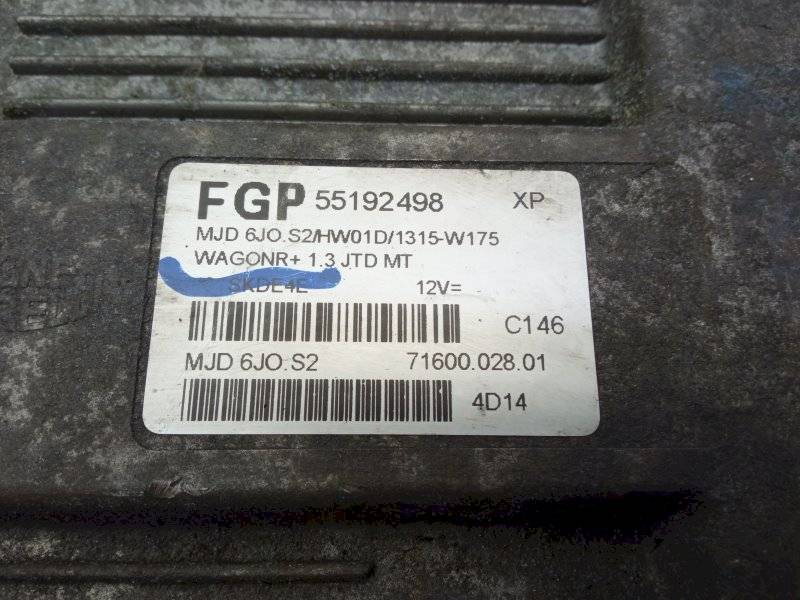 FGP 55192498 XP
MJD 6JO.S2/HW01D/1315-W175
WAGONR+ 1.3 JTD MT
SKDE4E 12V=
C146
MJD 6JO.S2 71600.028.01
4D14